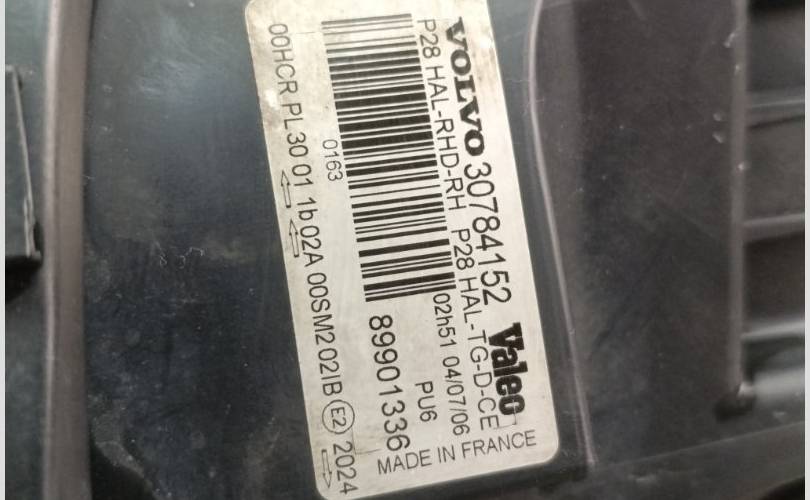 VOLVO 30784152 Valeo
P28 HAL-RHD-RH P28 HAL-TG-D-CE
02h51 04/07/06
PU6
89901336
MADE IN FRANCE
0163
00HCR PL 30 01 1b 02A 00SM2 02IB E2 2024